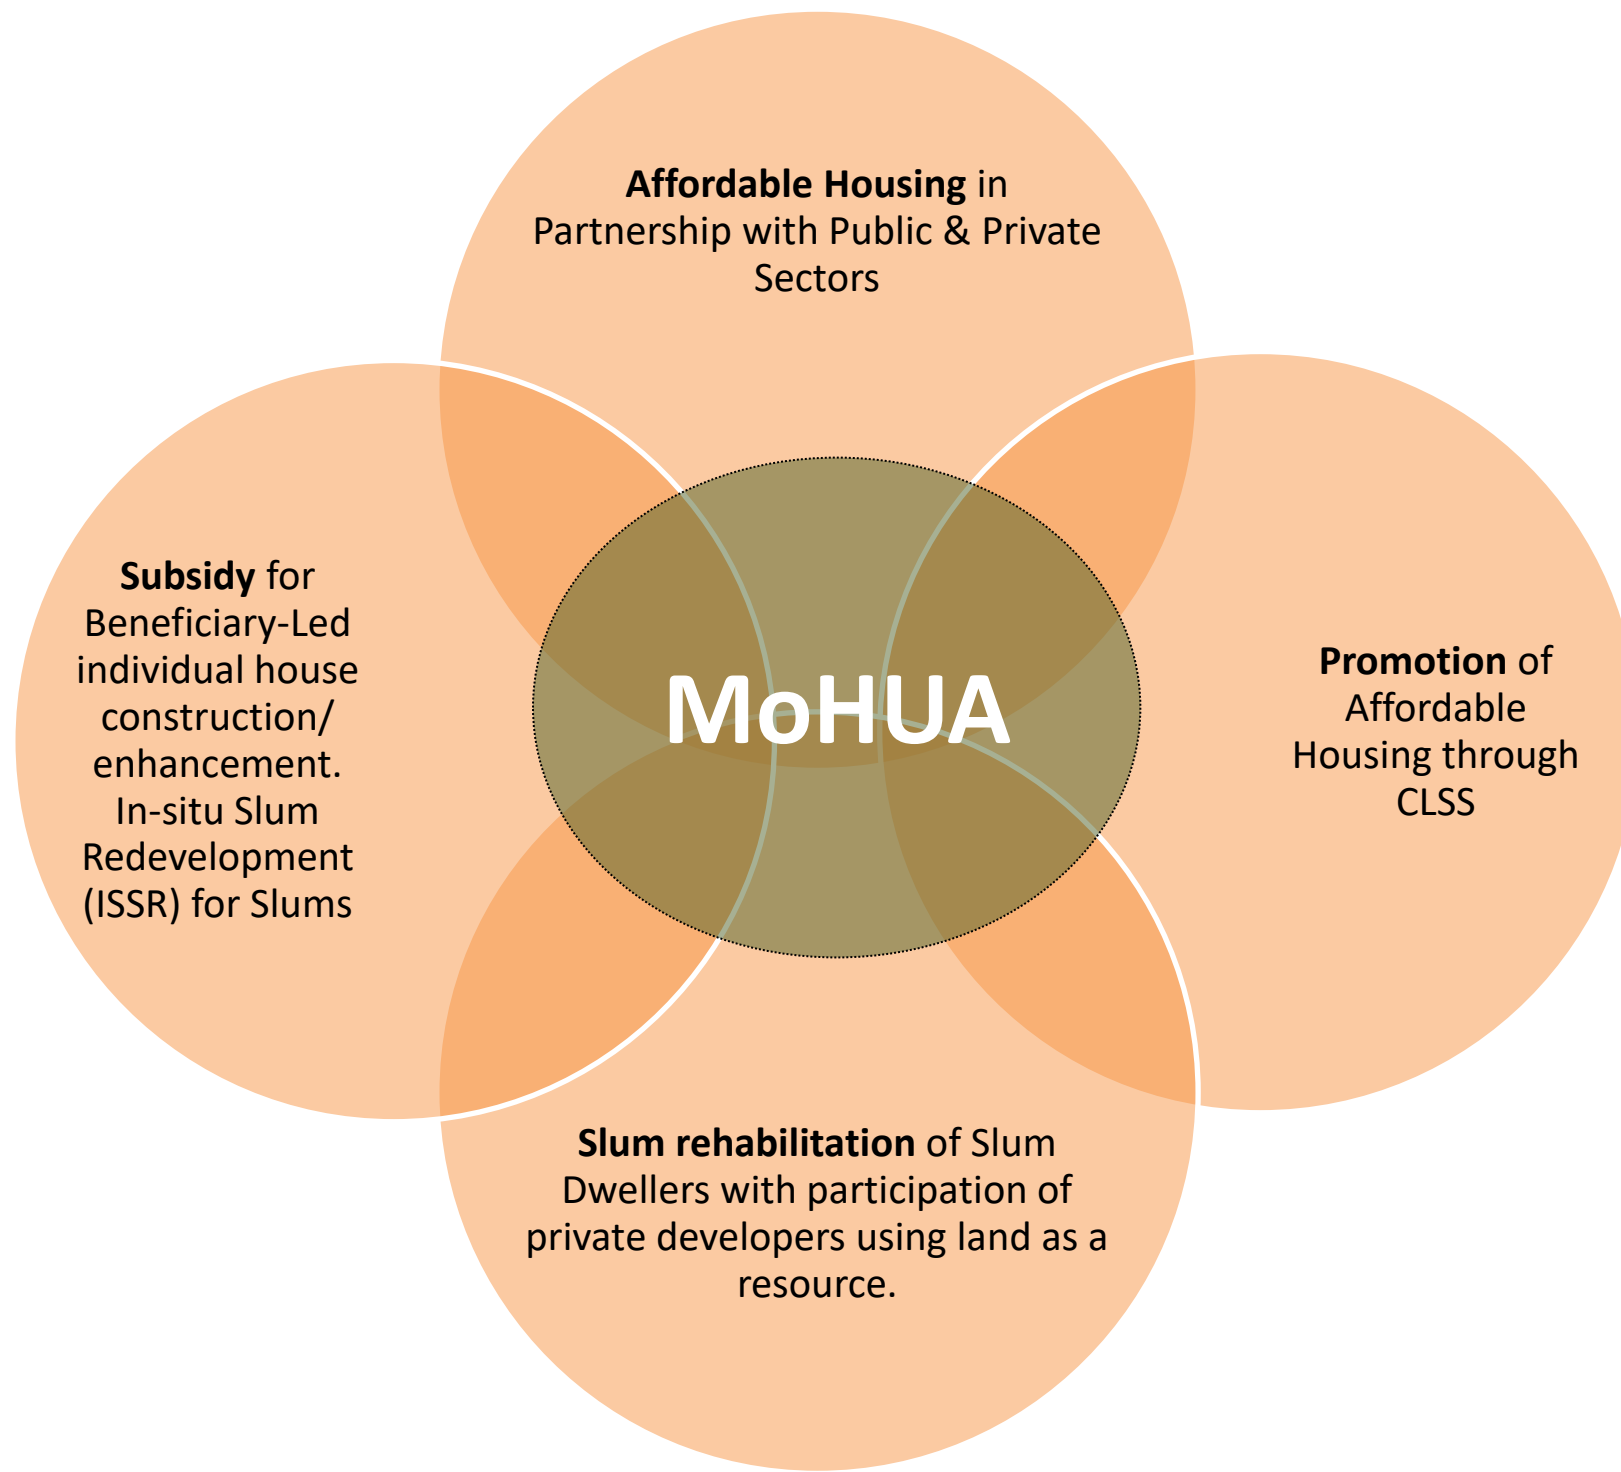 Affordable Housing in
Partnership with Public & Private
Sectors
Subsidy for
Beneficiary-Led
individual house
construction/
enhancement.
In-situ Slum
Redevelopment
(ISSR) for Slums
MoHUA
Promotion of
Affordable
Housing through
CLSS
Slum rehabilitation of Slum
Dwellers with participation of
private developers using land as a
resource.